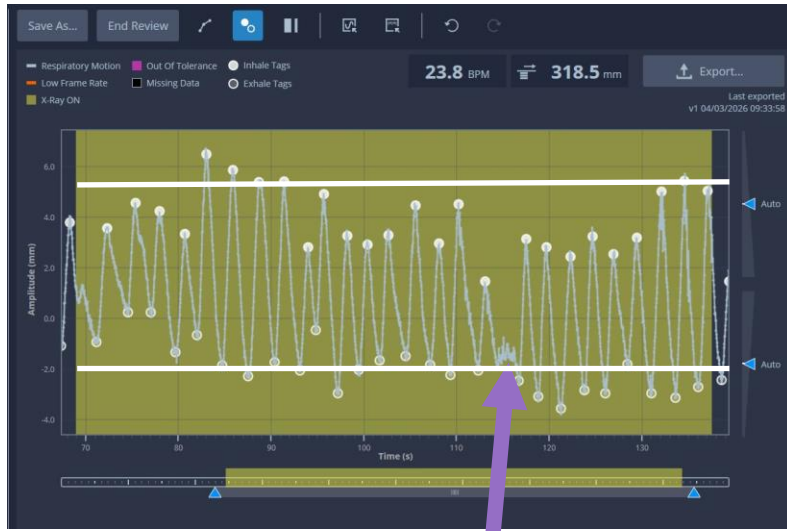 Save As... End Review
Respiratory Motion Out Of Tolerance Inhale Tags
Low Frame Rate Missing Data Exhale Tags
X-Ray ON
23.8 BPM 318.5 mm Export...
Last exported
v1 04/03/2026 09:33:58
6.0
4.0
2.0
0.0
-2.0
-4.0
Amplitude (mm)
Auto
Auto
70 80 90 100 110 120 130
Time (s)